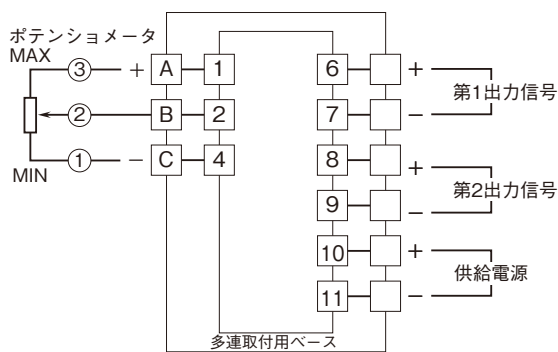 ポテンショメータ
MAX
③ + A 1
② B 2
① − C 4
MIN
6 +
第1出力信号
7 −
8 +
第2出力信号
9 −
10 +
供給電源
11 −
多連取付用ベース